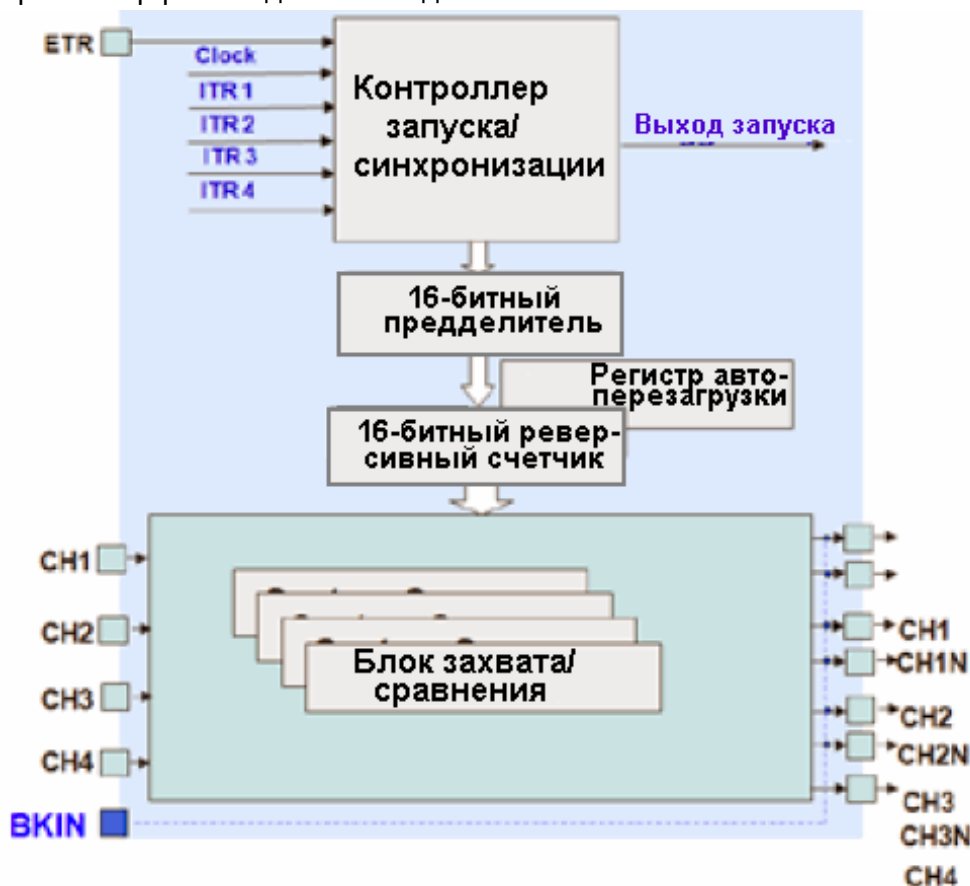 ETR
Clock
ITR1
ITR2
ITR3
ITR4
Контроллер
запуска/
синхронизации
Выход запуска
16-битный
предделитель
Регистр авто-
перезагрузки
16-битный ревер-
сивный счетчик
CH1
CH2
CH3
CH4
BKIN
Блок захвата/
сравнения
CH1
CH1N
CH2
CH2N
CH3
CH3N
CH4